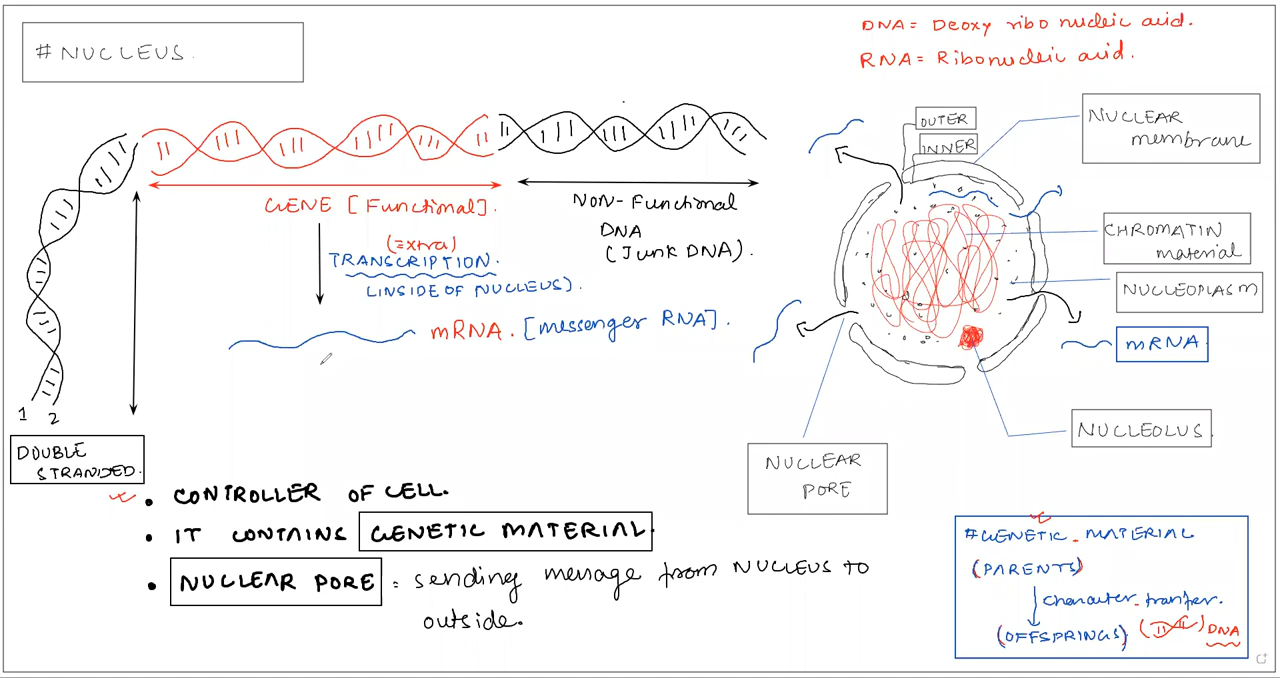 # NUCLEUS.
DNA = Deoxy ribo nucleic acid.
RNA = Ribonucleic acid.
OUTER
INNER
NUCLEAR
membrane
GENE [Functional].
NON-Functional
DNA
(Junk DNA).
(Extra)
TRANSCRIPTION.
(INSIDE OF NUCLEUS).
mRNA. [messenger RNA].
CHROMATIN
material
NUCLEOPLASM
mRNA
NUCLEOLUS.
NUCLEAR
PORE
1 2
DOUBLE
STRANDED.
• CONTROLLER OF CELL.
• IT CONTAINS GENETIC MATERIAL.
• NUCLEAR PORE = sending message from NUCLEUS TO
outside.
# GENETIC - MATERIAL
(PARENTS)
character - transfer.
(OFFSPRINGS) ( ) DNA